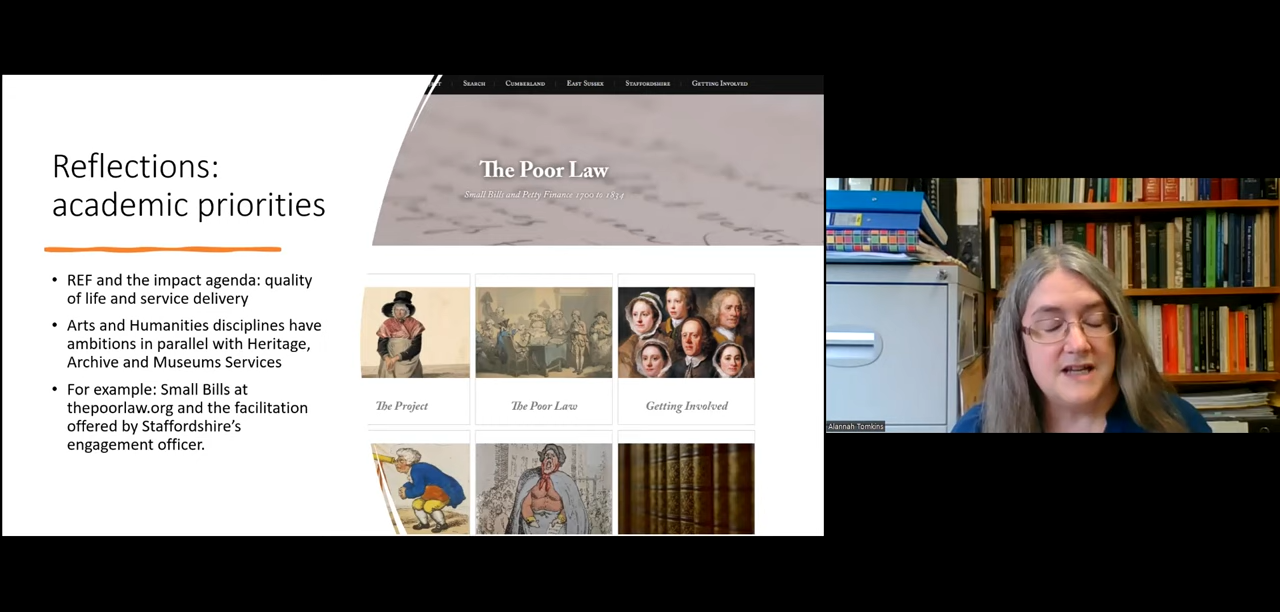 Reflections:
academic priorities
• REF and the impact agenda: quality
of life and service delivery
• Arts and Humanities disciplines have
ambitions in parallel with Heritage,
Archive and Museums Services
• For example: Small Bills at
thepoorlaw.org and the facilitation
offered by Staffordshire's
engagement officer.
Search Cumberland East Sussex Staffordshire Getting Involved
The Poor Law
Small Bills and Petty Finance 1700 to 1834
The Project The Poor Law Getting Involved
Alannah Tomkins